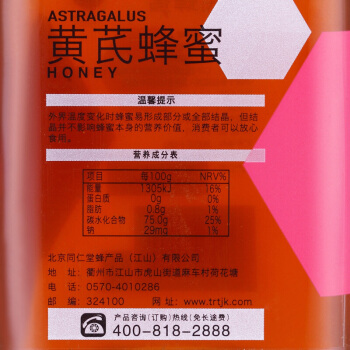 ASTRAGALUS
黄芪蜂蜜
HONEY
温馨提示
外界温度变化时蜂蜜易形成部分或全部结晶，但结
晶并不影响蜂蜜本身的营养价值，消费者可以放心
食用。
营养成分表
项目 每100g NRV%
能量 1305kJ 16%
蛋白质 0g 0%
脂肪 0.8g 1%
碳水化合物 75.0g 25%
钠 29mg 1%
北京同仁堂蜂产品（江山）有限公司
地 址：衢州市江山市虎山街道麻车村荷花塘
电 话：0570-4010286
邮 编：324100 网 址：www.trtjk.com
产品咨询（订购）热线（免长途费）
400-818-2888